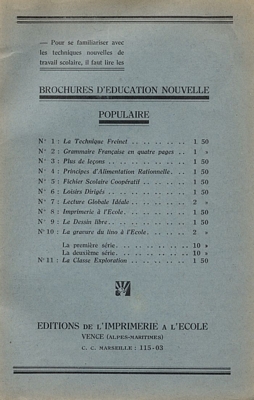 — Pour se familiariser avec
les techniques nouvelles de
travail scolaire, il faut lire les
BROCHURES D'EDUCATION NOUVELLE
POPULAIRE
N° 1 : La Technique Freinet . . . . . . . . 1 50
N° 2 : Grammaire Française en quatre pages . . 1 »
N° 3 : Plus de leçons . . . . . . . . . . 1 50
N° 4 : Principes d'Alimentation Rationnelle. . . 1 50
N° 5 : Fichier Scolaire Coopératif . . . . . . 1 50
N° 6 : Loisirs Dirigés . . . . . . . . . . 1 50
N° 7 : Lecture Globale Idéale . . . . . . . 2 »
N° 8 : Imprimerie à l'Ecole . . . . . . . . 1 50
N° 9 : La Dessin libre . . . . . . . . . . 1 50
N° 10 : La gravure du lino à l'Ecole . . . . . 2 »
La première série . . . . . . . . . 10 »
La deuxième série . . . . . . . . . 10 »
N° 11 : La Classe Exploration . . . . . . . 1 50
EDITIONS DE L'IMPRIMERIE A L'ECOLE
VENCE (ALPES-MARITIMES)
C. C. MARSEILLE : 115-03